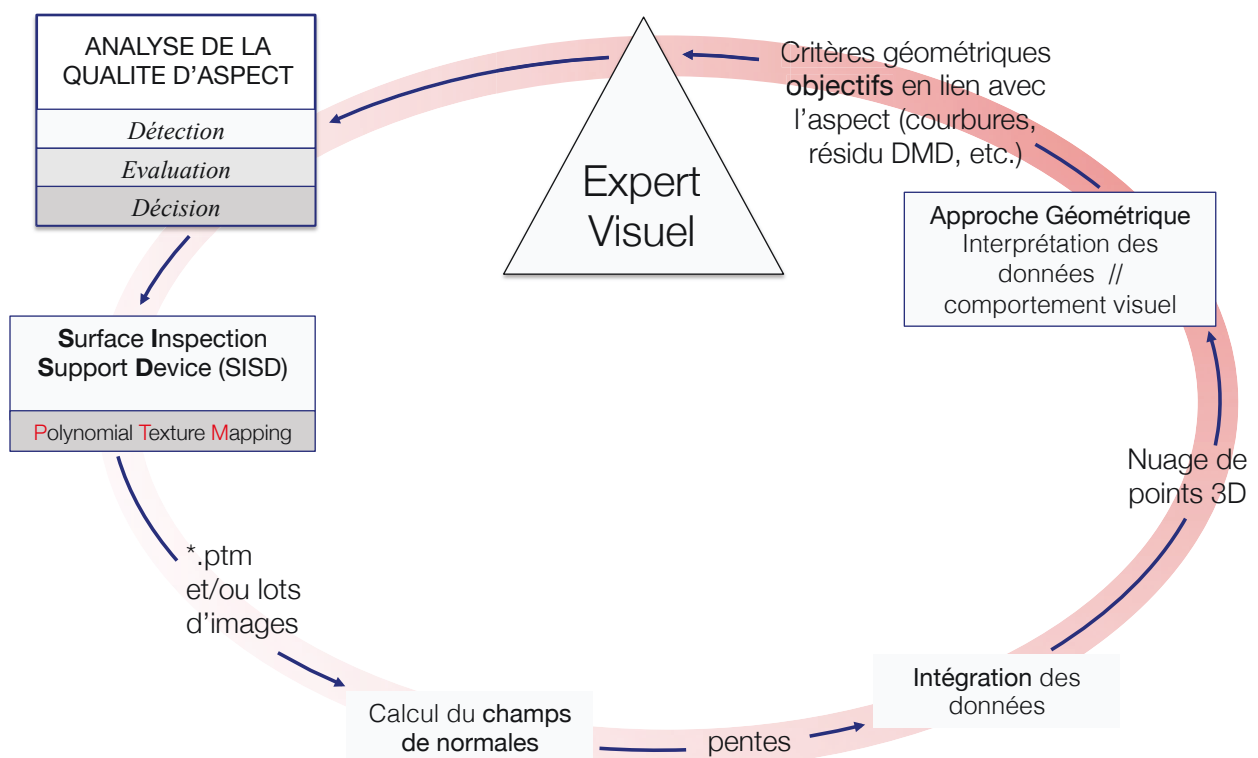 ANALYSE DE LA
QUALITE D'ASPECT
Détection
Evaluation
Décision
Expert
Visuel
Critères géométriques
objectifs en lien avec
l'aspect (courbures,
résidu DMD, etc.)
Approche Géométrique
Interprétation des
données //
comportement visuel
Surface Inspection
Support Device (SISD)
Polynomial Texture Mapping
Nuage de
points 3D
*.ptm
et/ou lots
d'images
Intégration des
données
Calcul du champs
de normales
pentes